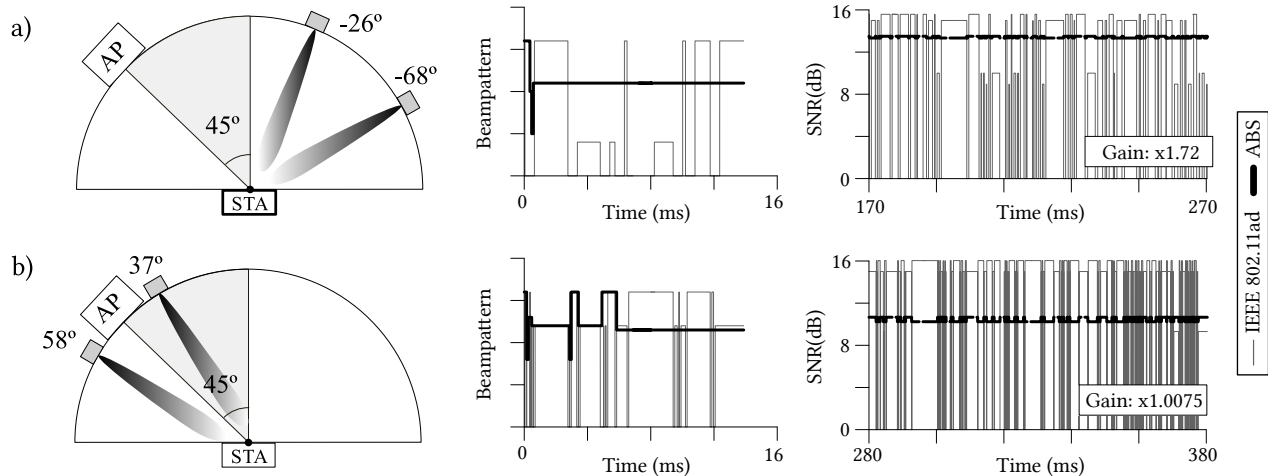 a)
AP
-26º
-68º
45º
STA
Beampattern
0
16
Time (ms)
SNR(dB)
16
8
0
170
270
Time (ms)
Gain: x1.72
b)
37º
AP
58º
45º
STA
Beampattern
0
16
Time (ms)
SNR(dB)
16
8
0
280
380
Time (ms)
Gain: x1.0075
IEEE 802.11ad ABS